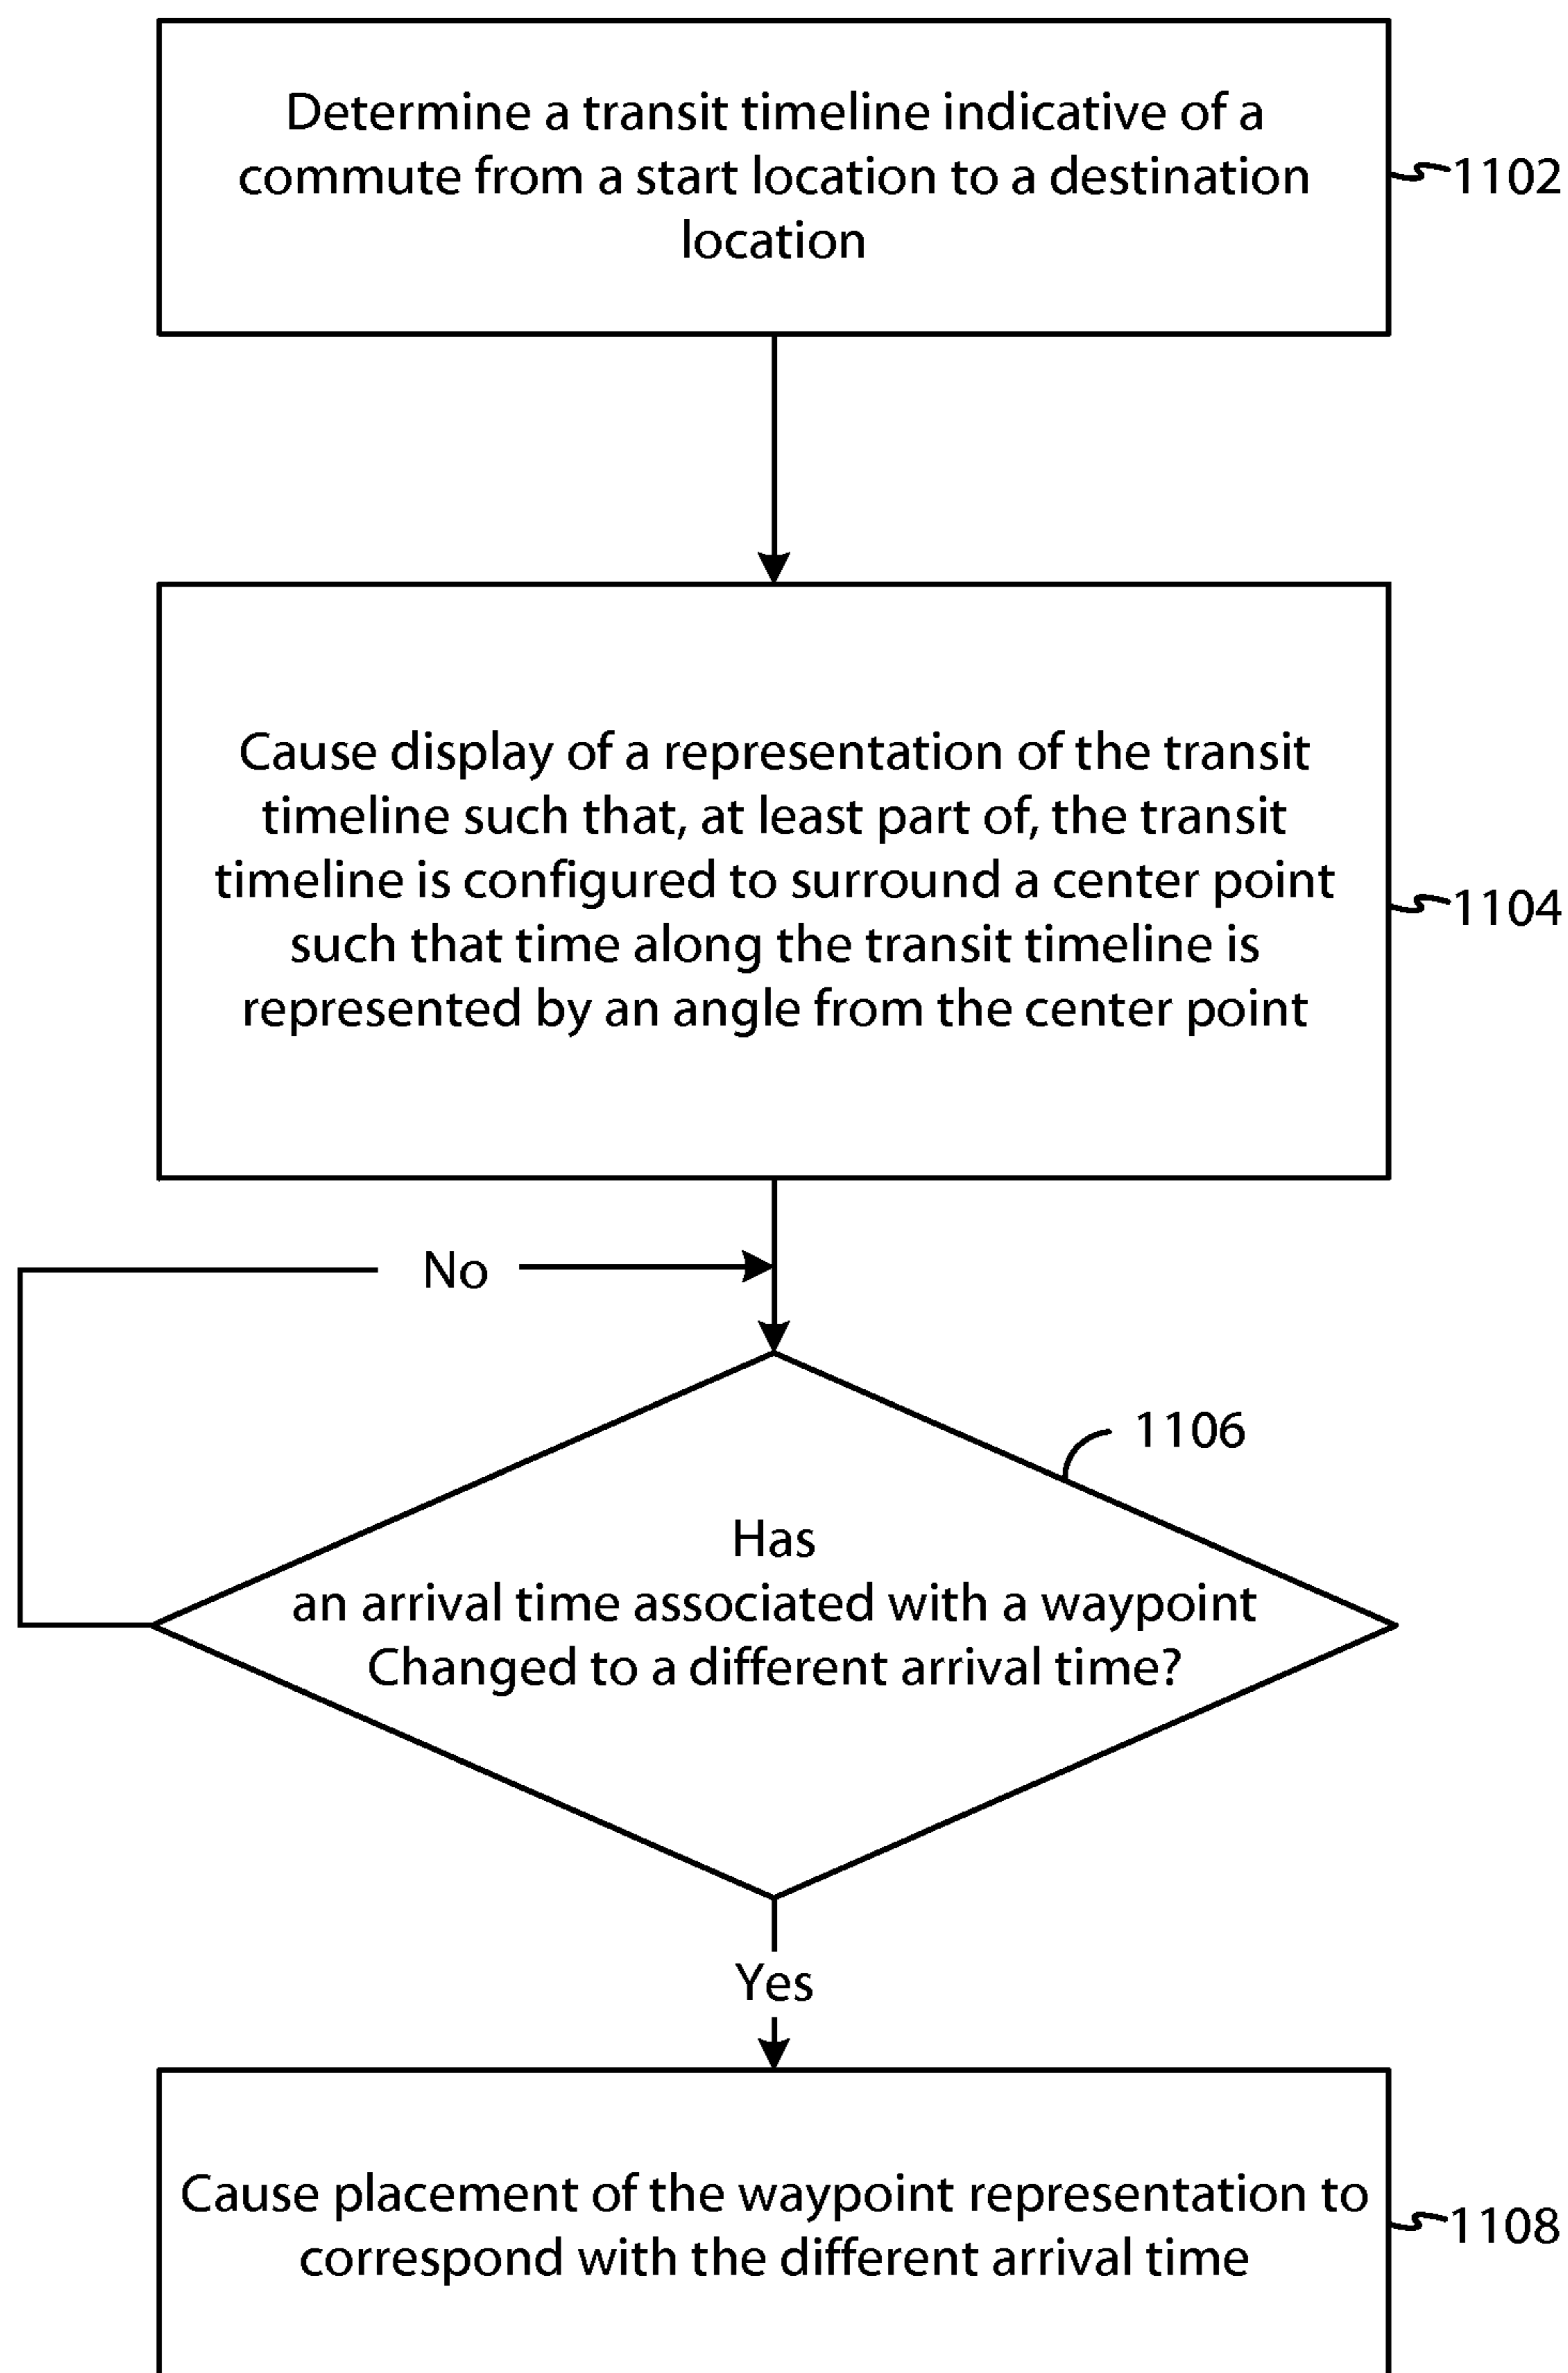 Determine a transit timeline indicative of a
commute from a start location to a destination
location
1102
Cause display of a representation of the transit
timeline such that, at least part of, the transit
timeline is configured to surround a center point
such that time along the transit timeline is
represented by an angle from the center point
1104
No
1106
Has
an arrival time associated with a waypoint
Changed to a different arrival time?
Yes
Cause placement of the waypoint representation to
correspond with the different arrival time
1108